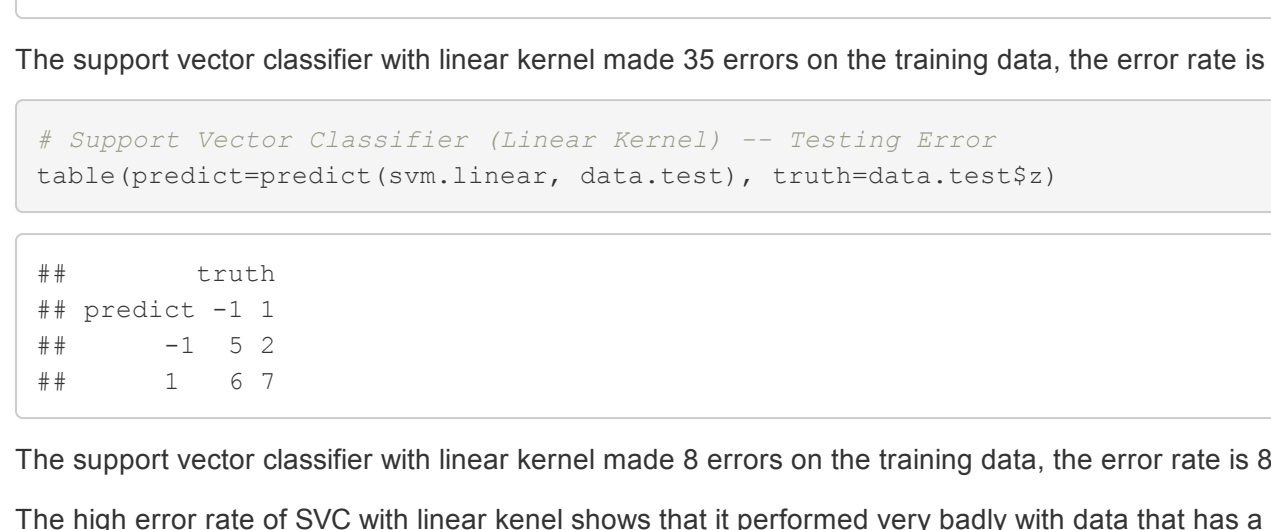 The support vector classifier with linear kernel made 35 errors on the training data, the error rate is
# Support Vector Classifier (Linear Kernel) -- Testing Error
table(predict=predict(svm.linear, data.test), truth=data.test$z)
##        truth
## predict -1 1
##      -1  5 2
##      1   6 7
The support vector classifier with linear kernel made 8 errors on the training data, the error rate is 8
The high error rate of SVC with linear kenel shows that it performed very badly with data that has a